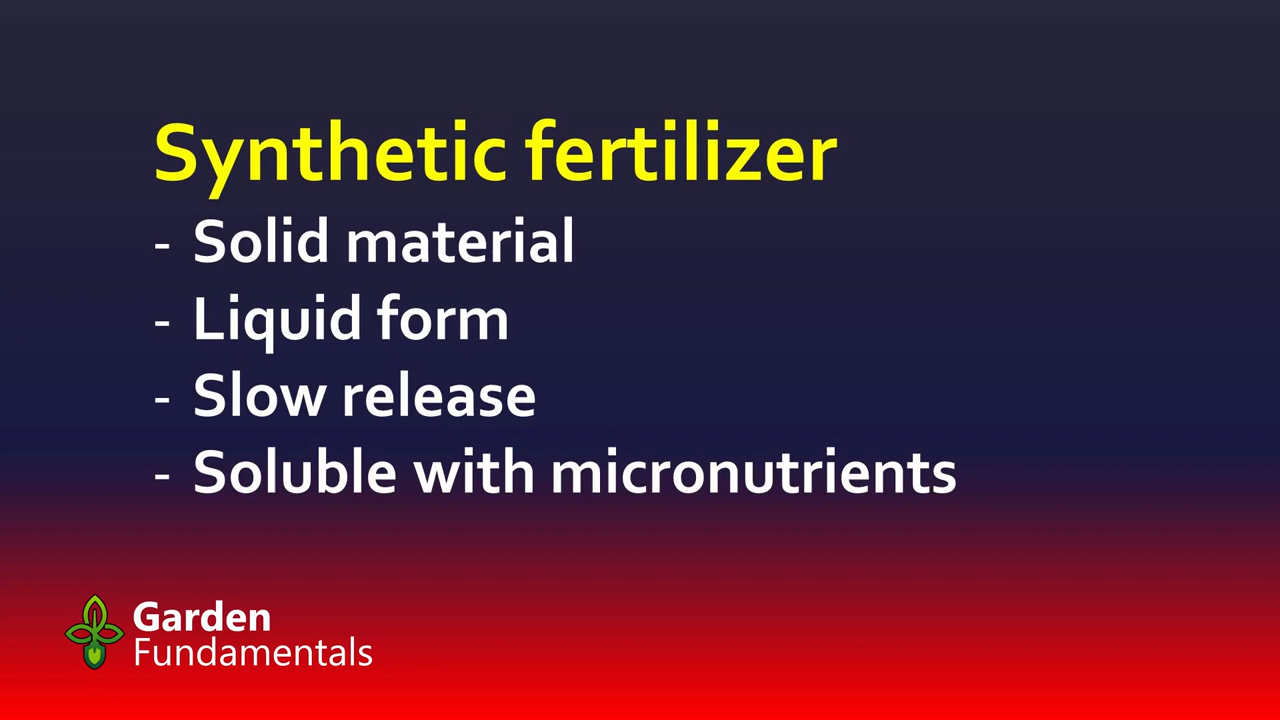 Synthetic fertilizer
- Solid material
- Liquid form
- Slow release
- Soluble with micronutrients
Garden
Fundamentals